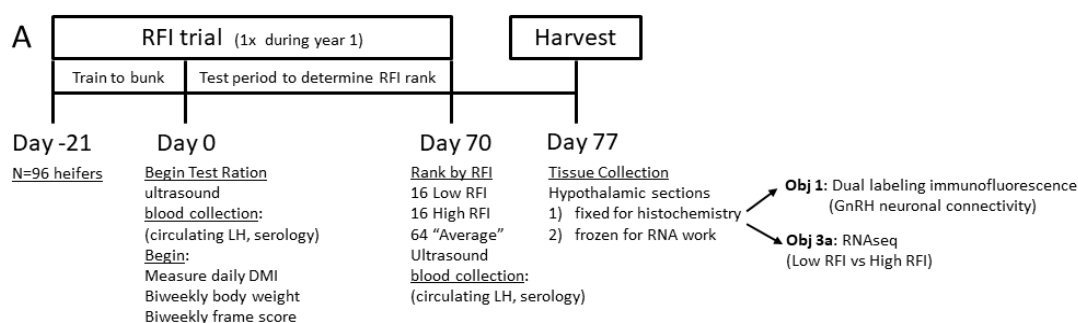 A
RFI trial (1x during year 1)
Harvest
Train to bunk
Test period to determine RFI rank
Day -21
Day 0
Day 70
Day 77
N=96 heifers
Begin Test Ration
ultrasound
blood collection:
(circulating LH, serology)
Begin:
Measure daily DMI
Biweekly body weight
Biweekly frame score
Rank by RFI
16 Low RFI
16 High RFI
64 “Average”
Ultrasound
blood collection:
(circulating LH, serology)
Tissue Collection
Hypothalamic sections
1) fixed for histochemistry
2) frozen for RNA work
Obj 1: Dual labeling immunofluorescence
(GnRH neuronal connectivity)
Obj 3a: RNAseq
(Low RFI vs High RFI)